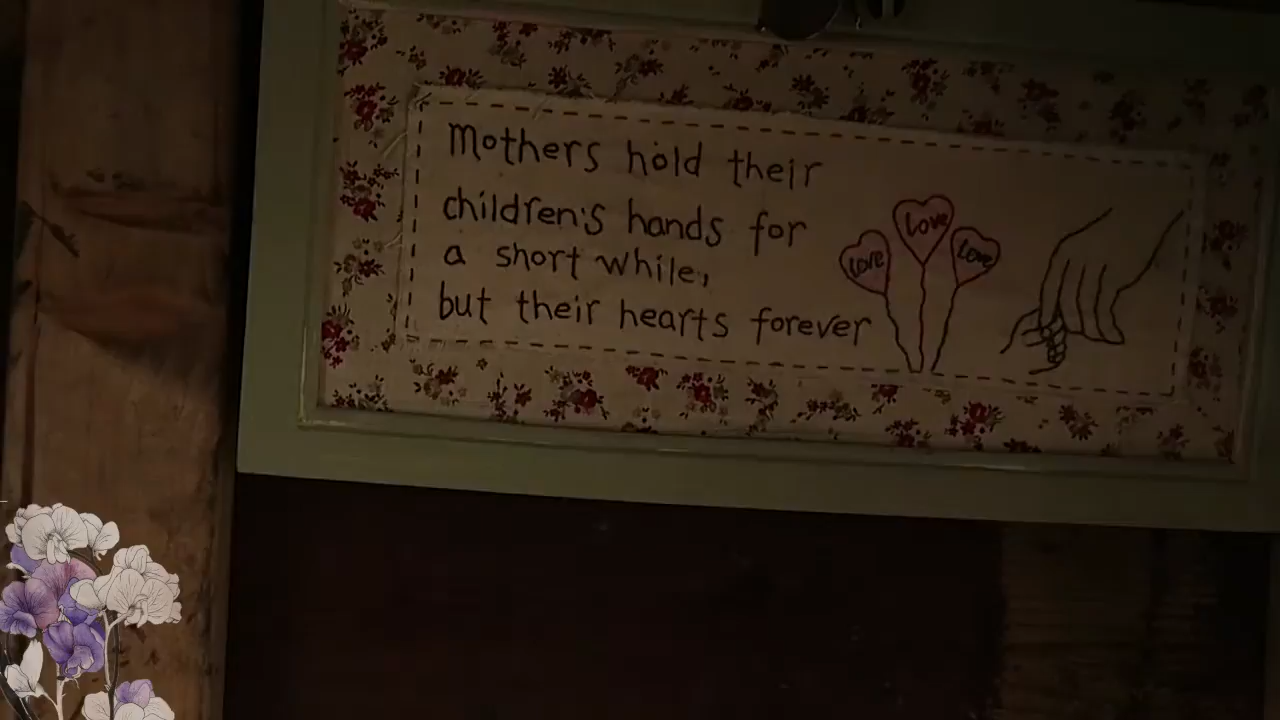 Mothers hold their
children's hands for
a short while,
but their hearts forever
Love
Love
Love